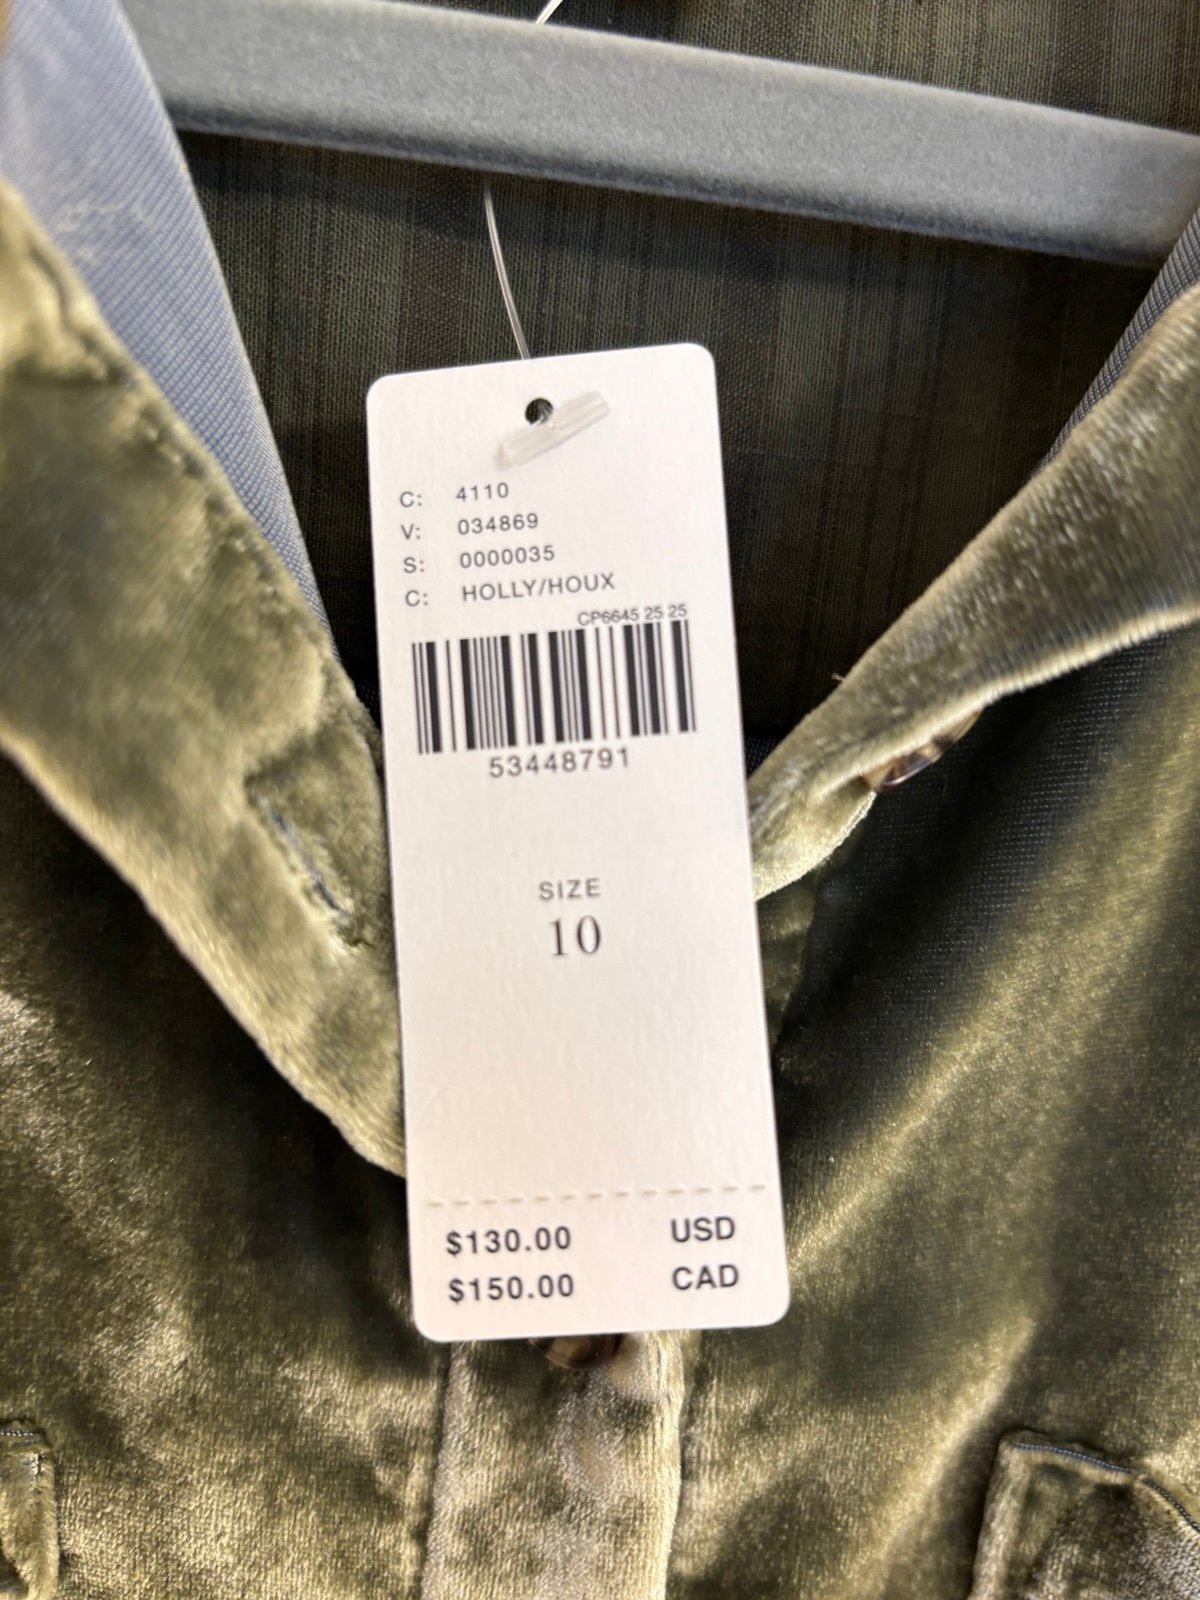 C: 4110
V: 034869
S: 0000035
C: HOLLY/HOUX
CP6645 25 25
53448791
SIZE
10
$130.00 USD
$150.00 CAD